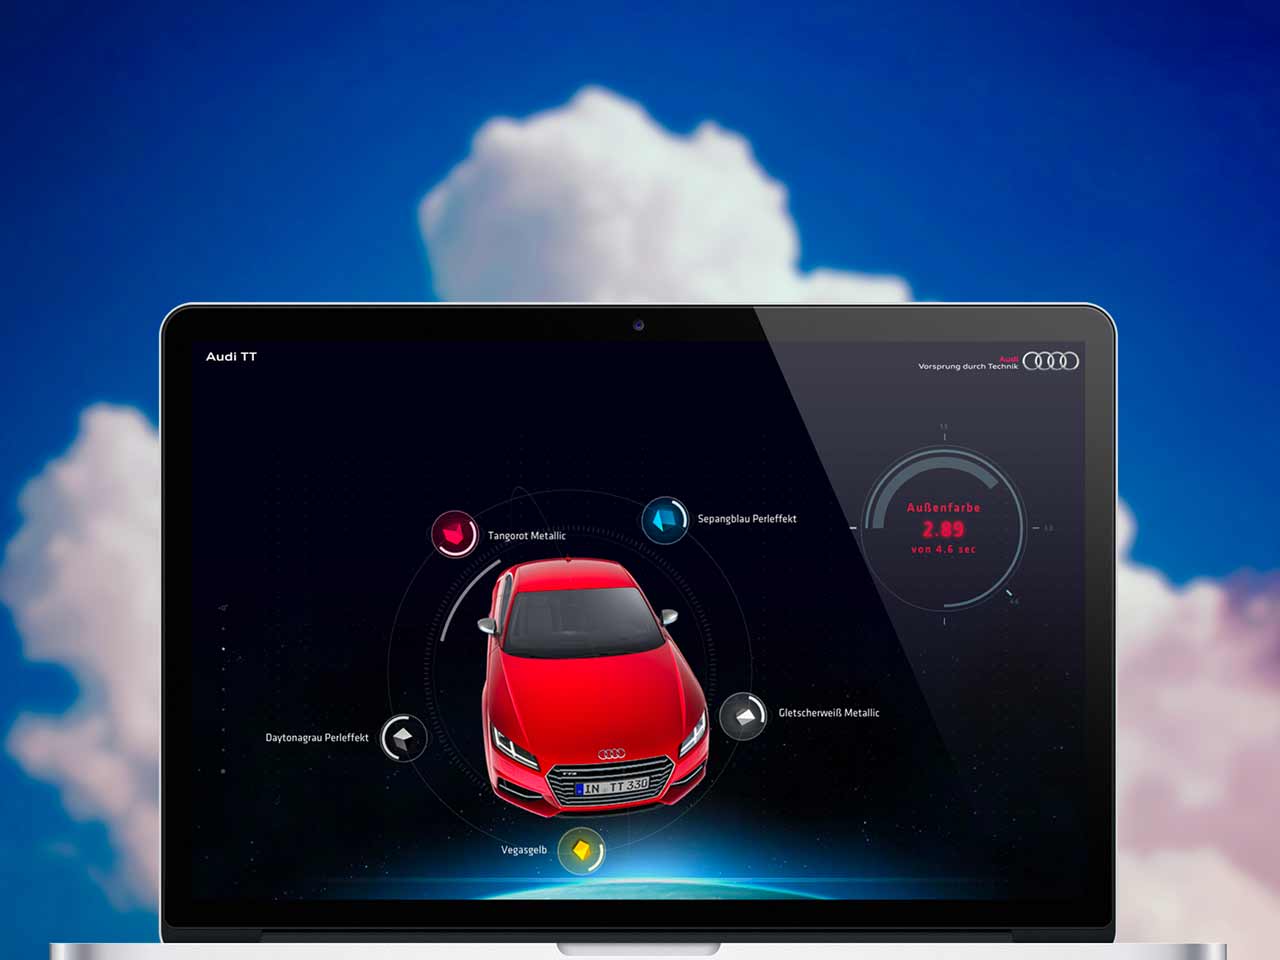 Audi TT
Audi
Vorsprung durch Technik
Außenfarbe
2.89
von 4.6 sec
Sepangblau Perleffekt
Tangorot Metallic
Gletscherweiß Metallic
Daytonagrau Perleffekt
IN TT 330
Vegasgelb